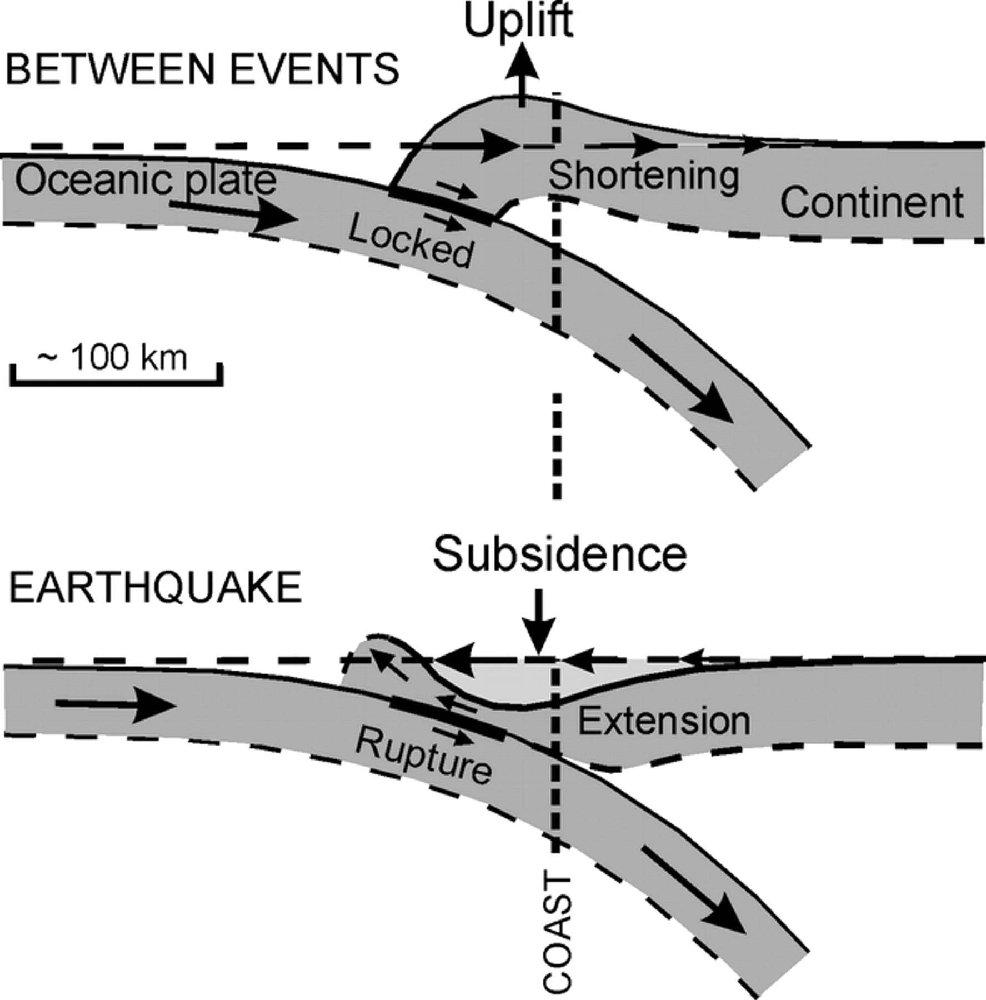 Uplift
BETWEEN EVENTS
Oceanic plate
Shortening
Continent
Locked
~ 100 km
Subsidence
EARTHQUAKE
Extension
Rupture
COAST